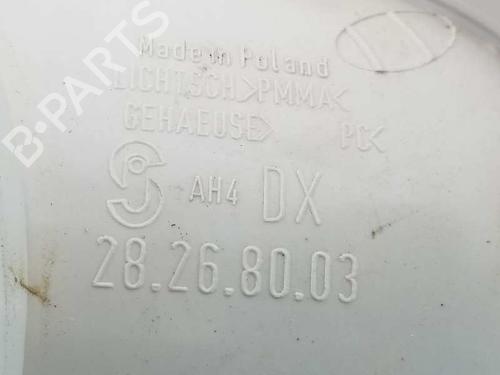 B-PARTS
Made in Poland
LICHTSCH>PMMA<
GEHAEUSE> PC<
AH4 DX
28.26.80.03